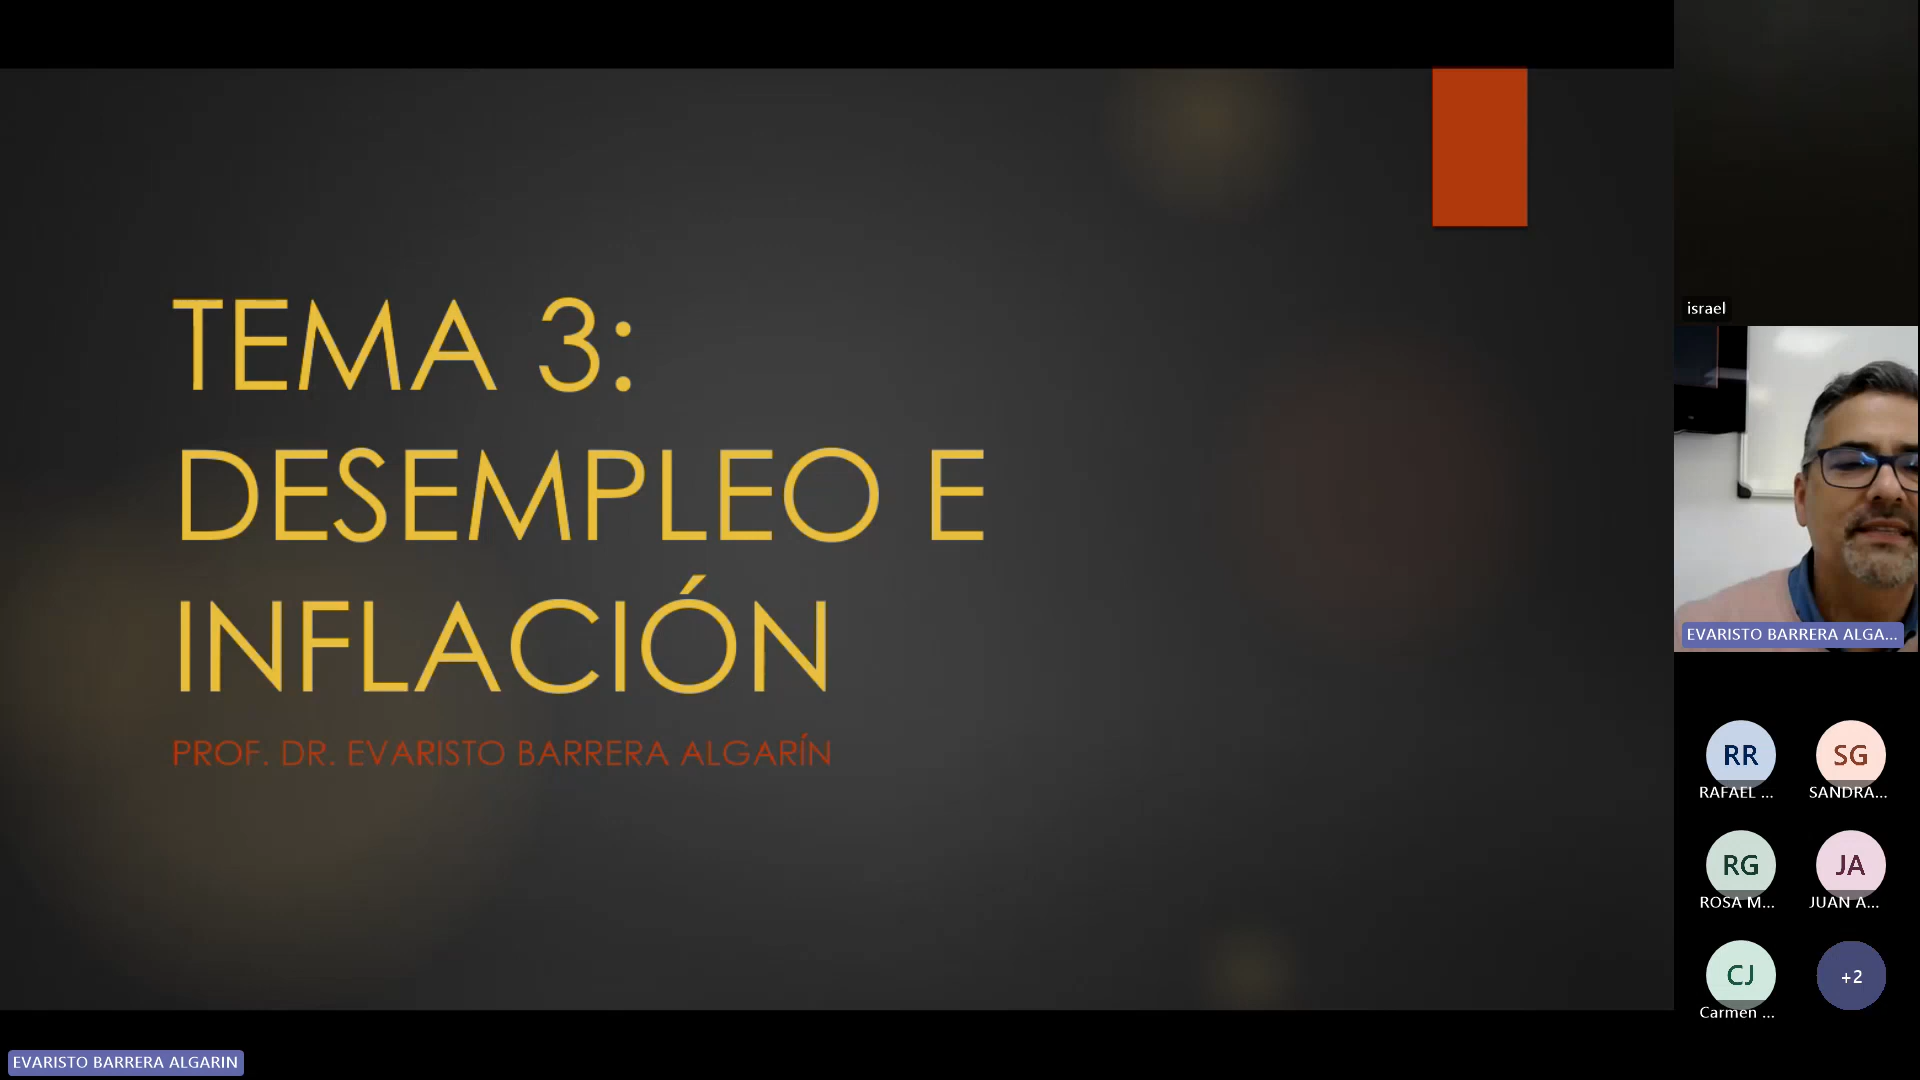 TEMA 3:
DESEMPLEO E
INFLACIÓN
PROF. DR. EVARISTO BARRERA ALGARÍN
EVARISTO BARRERA ALGARIN
israel
EVARISTO BARRERA ALGA...
RR
RAFAEL ...
SG
SANDRA...
RG
ROSA M...
JA
JUAN A...
CJ
Carmen ...
+2